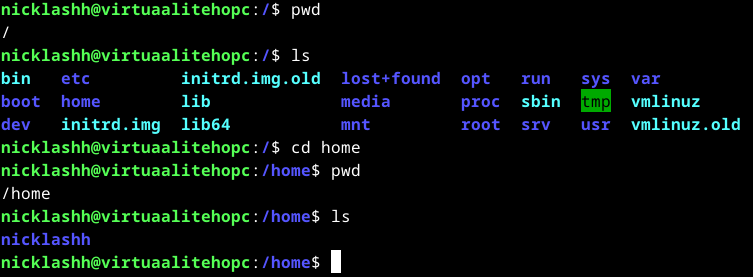 nicklashh@virtuaalitehopc:/$ pwd
/
nicklashh@virtuaalitehopc:/$ ls
bin   etc         initrd.img.old  lost+found  opt   run   sys  var
boot  home        lib             media       proc  sbin  tmp  vmlinuz
dev   initrd.img  lib64           mnt         root  srv   usr  vmlinuz.old
nicklashh@virtuaalitehopc:/$ cd home
nicklashh@virtuaalitehopc:/home$ pwd
/home
nicklashh@virtuaalitehopc:/home$ ls
nicklashh
nicklashh@virtuaalitehopc:/home$